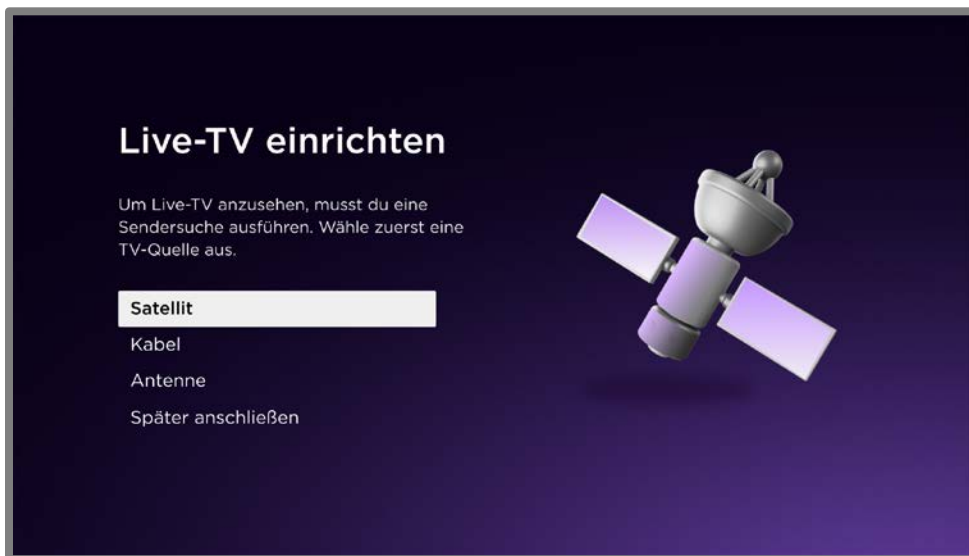 Live-TV einrichten
Um Live-TV anzusehen, musst du eine
Sendersuche ausführen. Wähle zuerst eine
TV-Quelle aus.
Satellit
Kabel
Antenne
Später anschließen